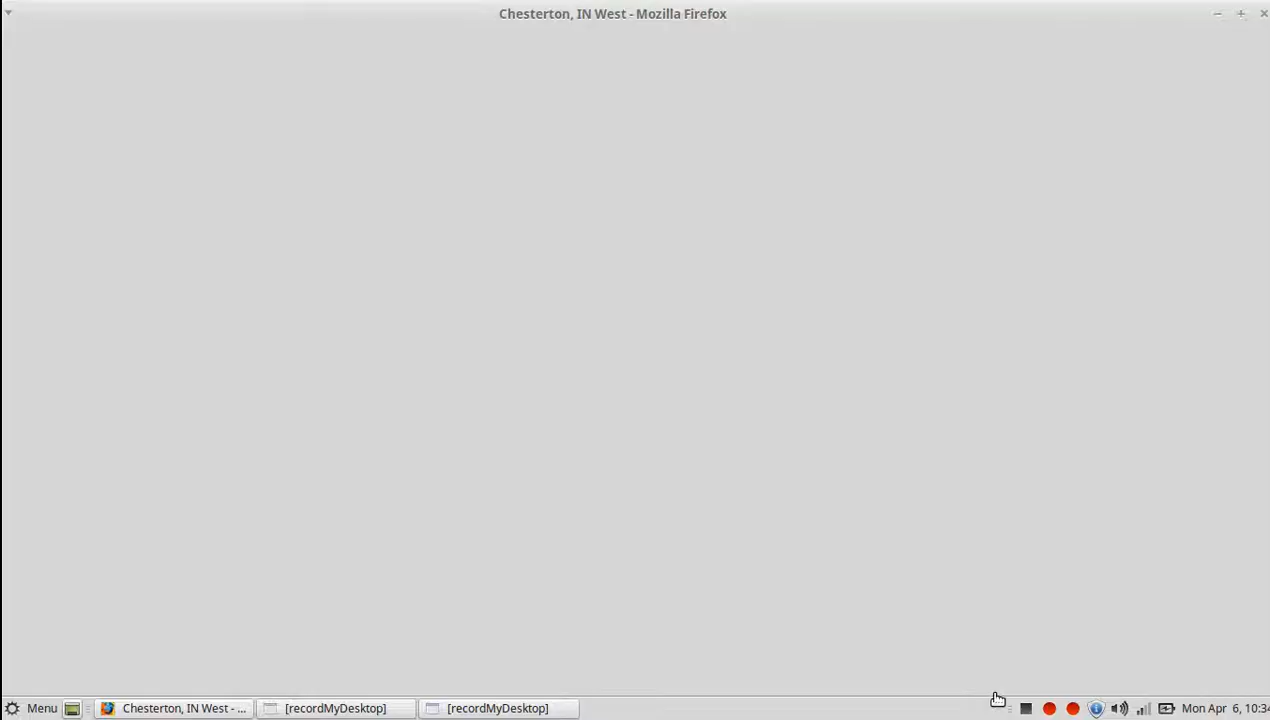 Chesterton, IN West - Mozilla Firefox
Menu
Chesterton, IN West - ...
[recordMyDesktop]
[recordMyDesktop]
Mon Apr 6, 10:34